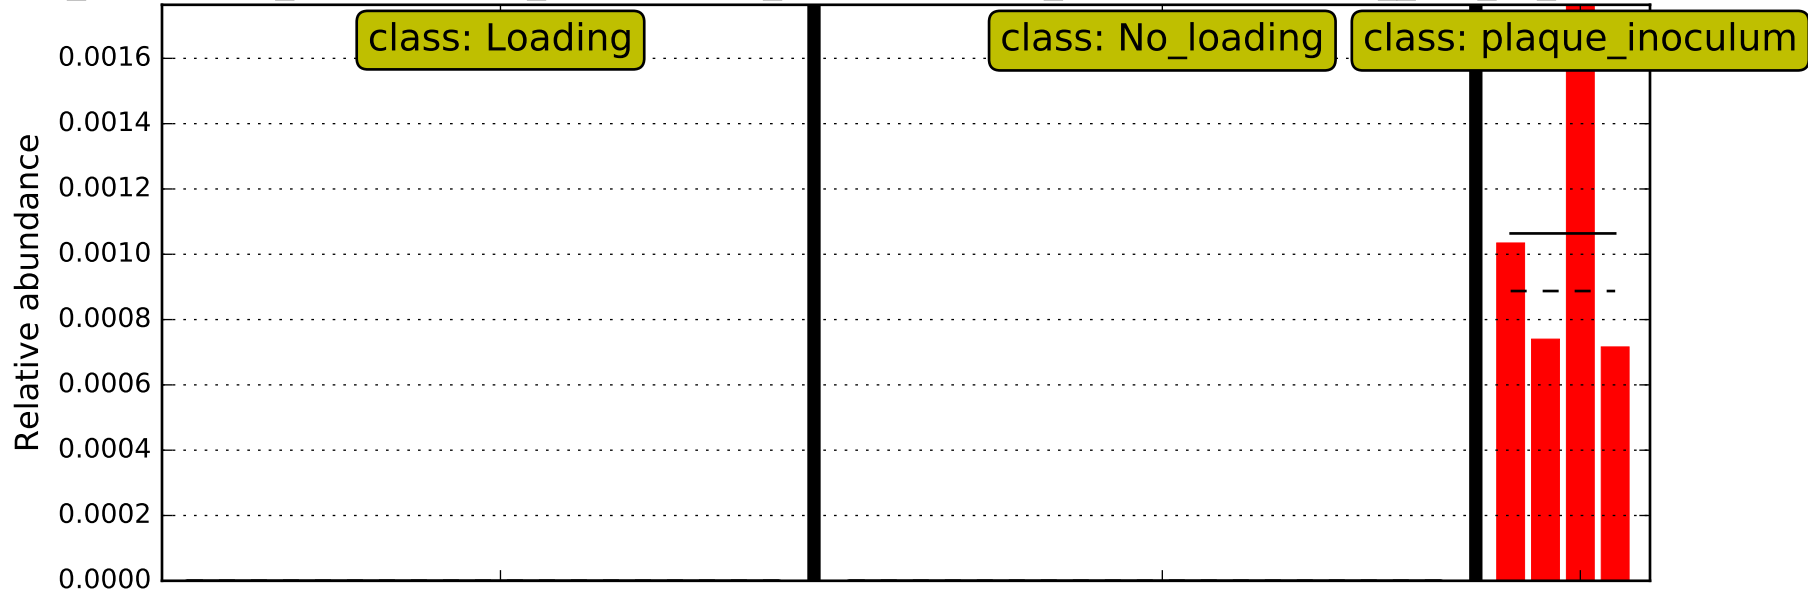 class: Loading
class: No_loading
class: plaque_inoculum
Relative abundance
0.0016
0.0014
0.0012
0.0010
0.0008
0.0006
0.0004
0.0002
0.0000